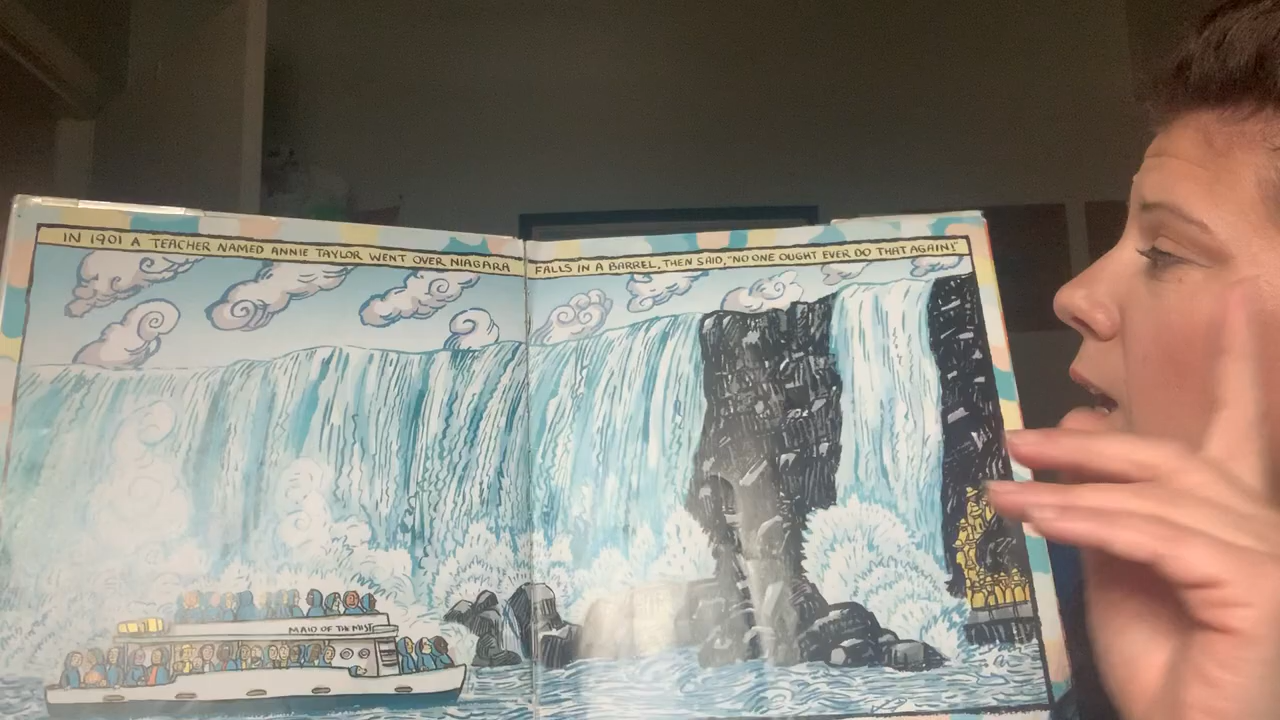 IN 1901 A TEACHER NAMED ANNIE TAYLOR WENT OVER NIAGARA FALLS IN A BARREL, THEN SAID, "NO ONE OUGHT EVER DO THAT AGAIN!"
MAID OF THE MIST